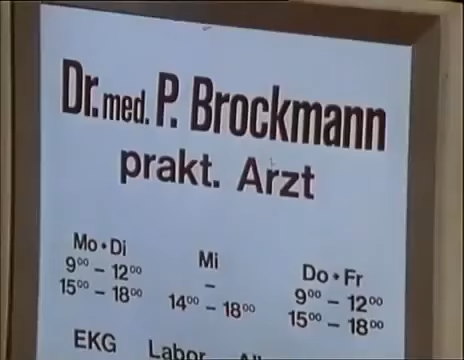 Dr. med. P. Brockmann
prakt. Arzt
Mo • Di
9⁰⁰ – 12⁰⁰
15⁰⁰ – 18⁰⁰
Mi
–
14⁰⁰ – 18⁰⁰
Do • Fr
9⁰⁰ – 12⁰⁰
15⁰⁰ – 18⁰⁰
EKG Labor